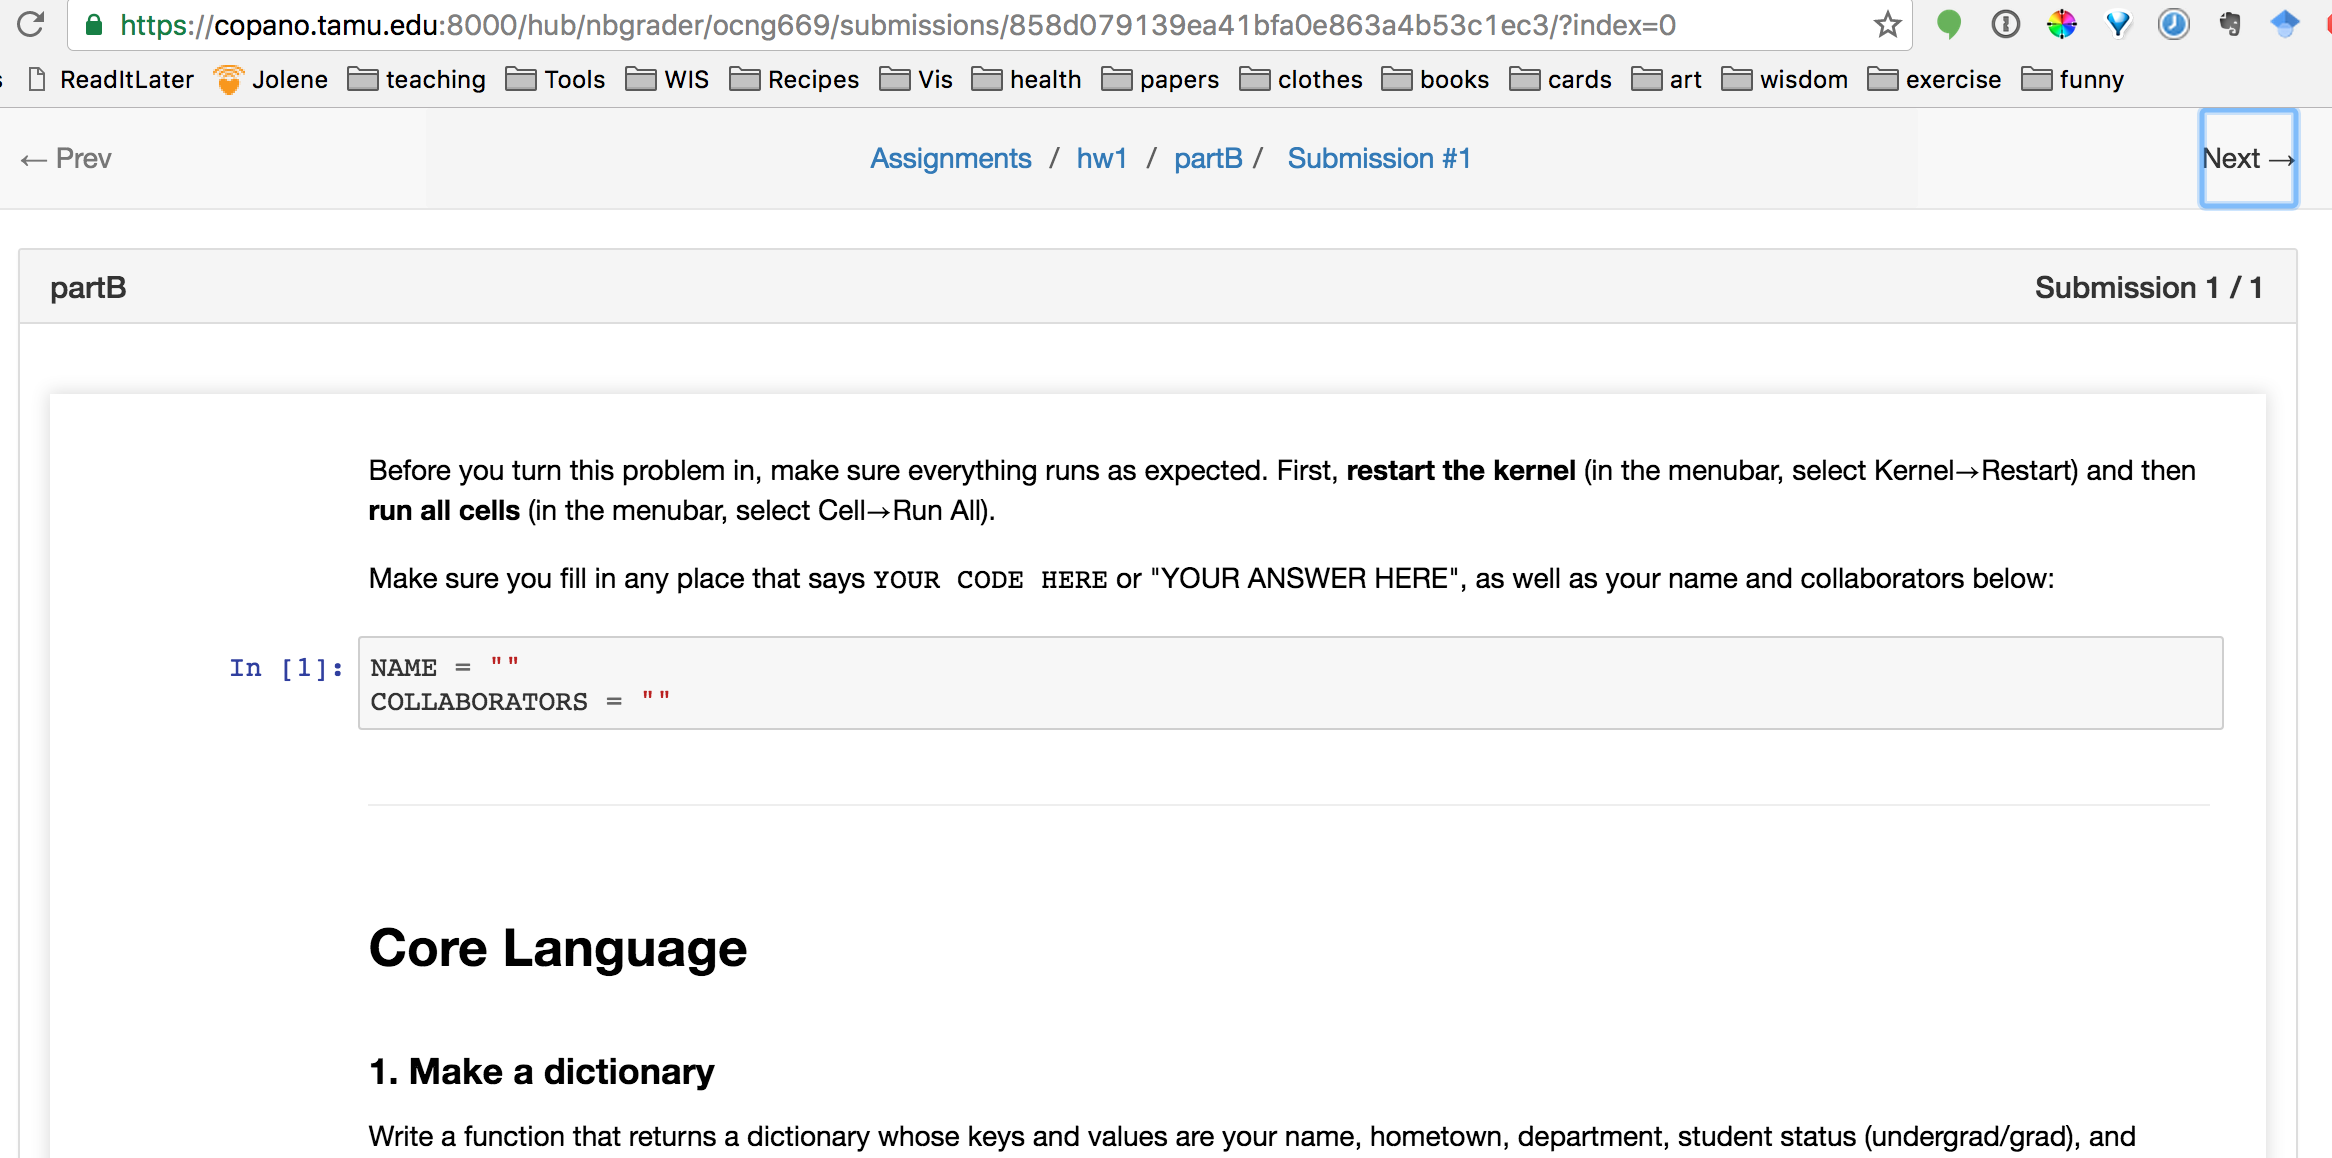 https://copano.tamu.edu:8000/hub/nbgrader/ocng669/submissions/858d079139ea41bfa0e863a4b53c1ec3/?index=0
s ReadItLater Jolene teaching Tools WIS Recipes Vis health papers clothes books cards art wisdom exercise funny
← Prev Assignments / hw1 / partB / Submission #1 Next →
partB Submission 1 / 1
Before you turn this problem in, make sure everything runs as expected. First, restart the kernel (in the menubar, select Kernel→Restart) and then
run all cells (in the menubar, select Cell→Run All).
Make sure you fill in any place that says YOUR CODE HERE or "YOUR ANSWER HERE", as well as your name and collaborators below:
In [1]: NAME = ""
COLLABORATORS = ""
Core Language
1. Make a dictionary
Write a function that returns a dictionary whose keys and values are your name, hometown, department, student status (undergrad/grad), and